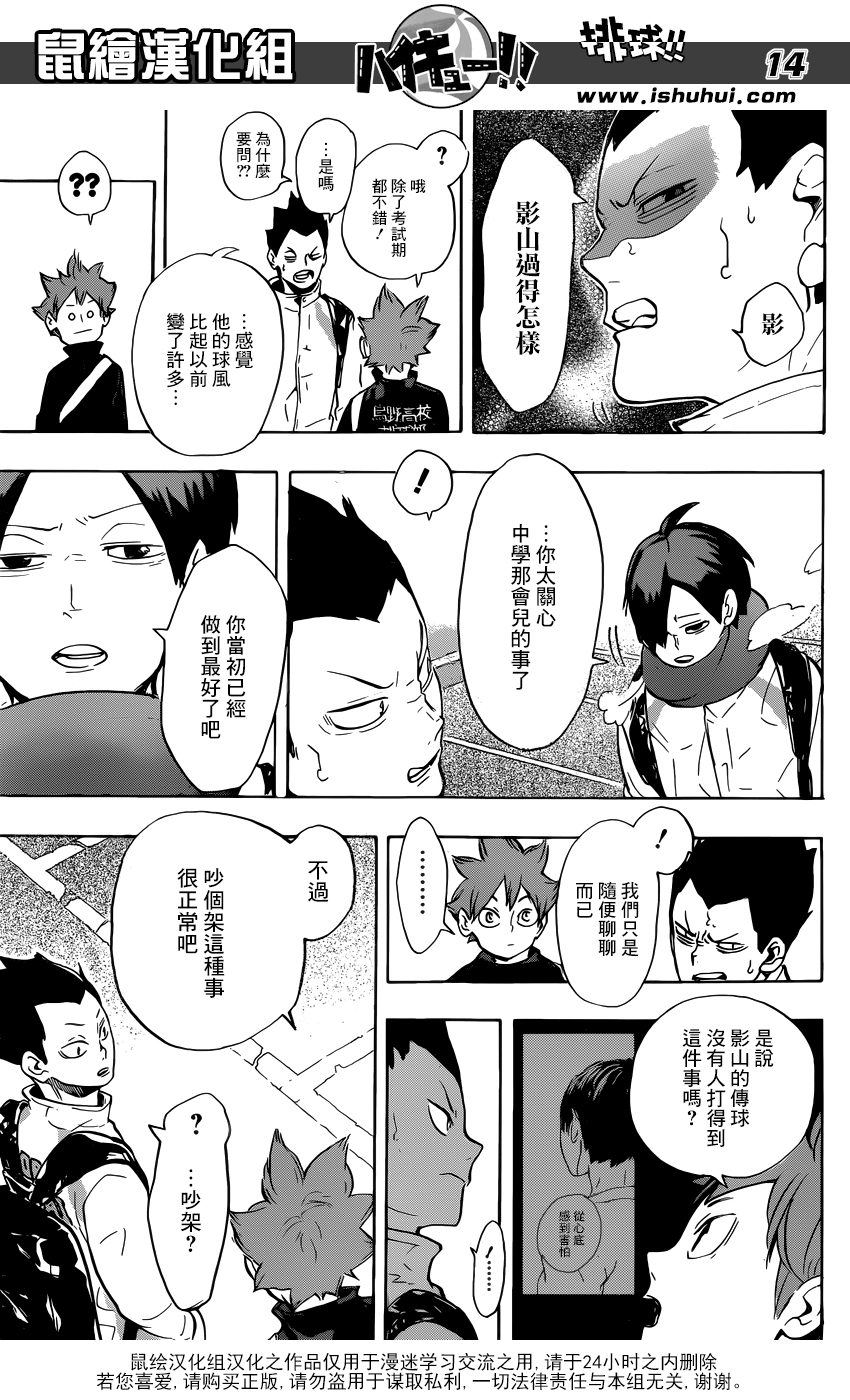 鼠繪漢化組
ハイキュー!!
排球!!
14
www.ishuhui.com
影
影山過得怎樣
?
哦
除了考試期
都不錯!
…是嗎
為什麼
要問??
…感覺
他的球風
比起以前
變了許多…
??
烏野高校
…你太關心
中學那會兒的事了
!
你當初已經
做到最好了吧
!
我們只是
隨便聊聊
而已
………
是說
影山的傳球
沒有人打得到
這件事嗎?
從心底
感到害怕
………
不過
吵個架這種事
很正常吧
?
…吵架?
鼠绘汉化组汉化之作品仅用于漫迷学习交流之用, 请于24小时之内删除
若您喜爱, 请购买正版, 请勿盗用于谋取私利, 一切法律责任与本组无关, 谢谢。